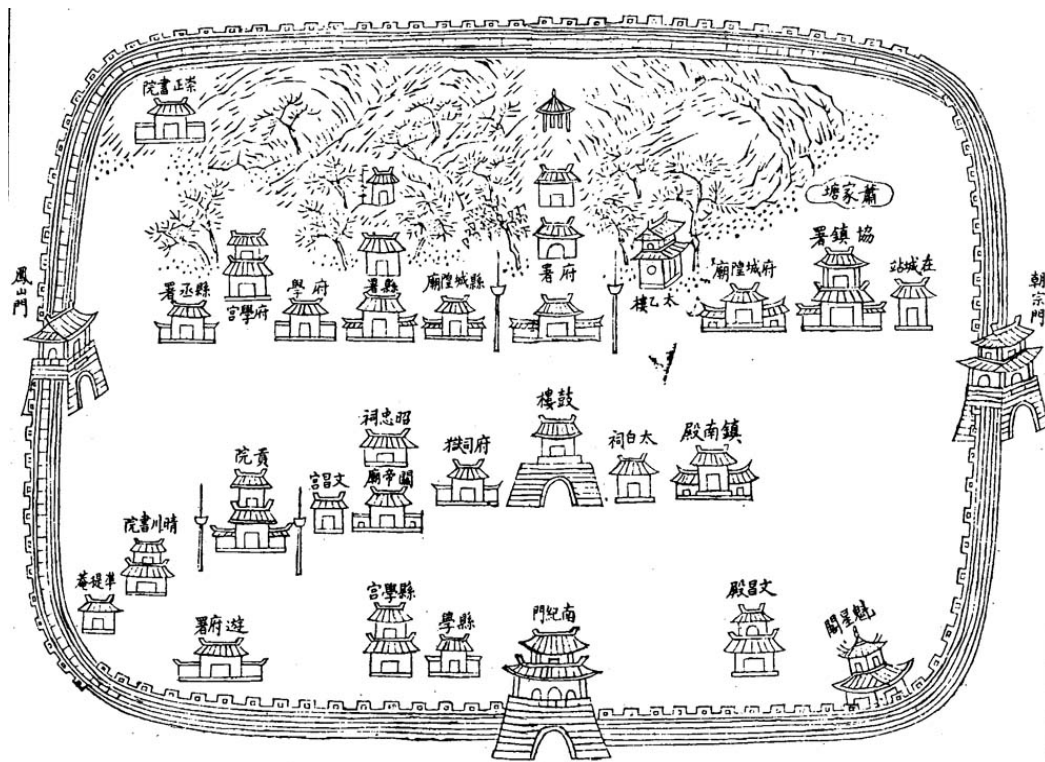 崇正書院
蕭家塘
鳳山門
縣丞署
府學宮
府學
縣署
縣城隍廟
府署
太乙樓
府城隍廟
協鎮署
在城站
朝宗門
貢院
昭忠祠
文昌宮
關帝廟
府司獄
鼓樓
太白祠
鎮南殿
晴川書院
準提菴
遊府署
縣學宮
縣學
南紀門
文昌殿
魁星閣